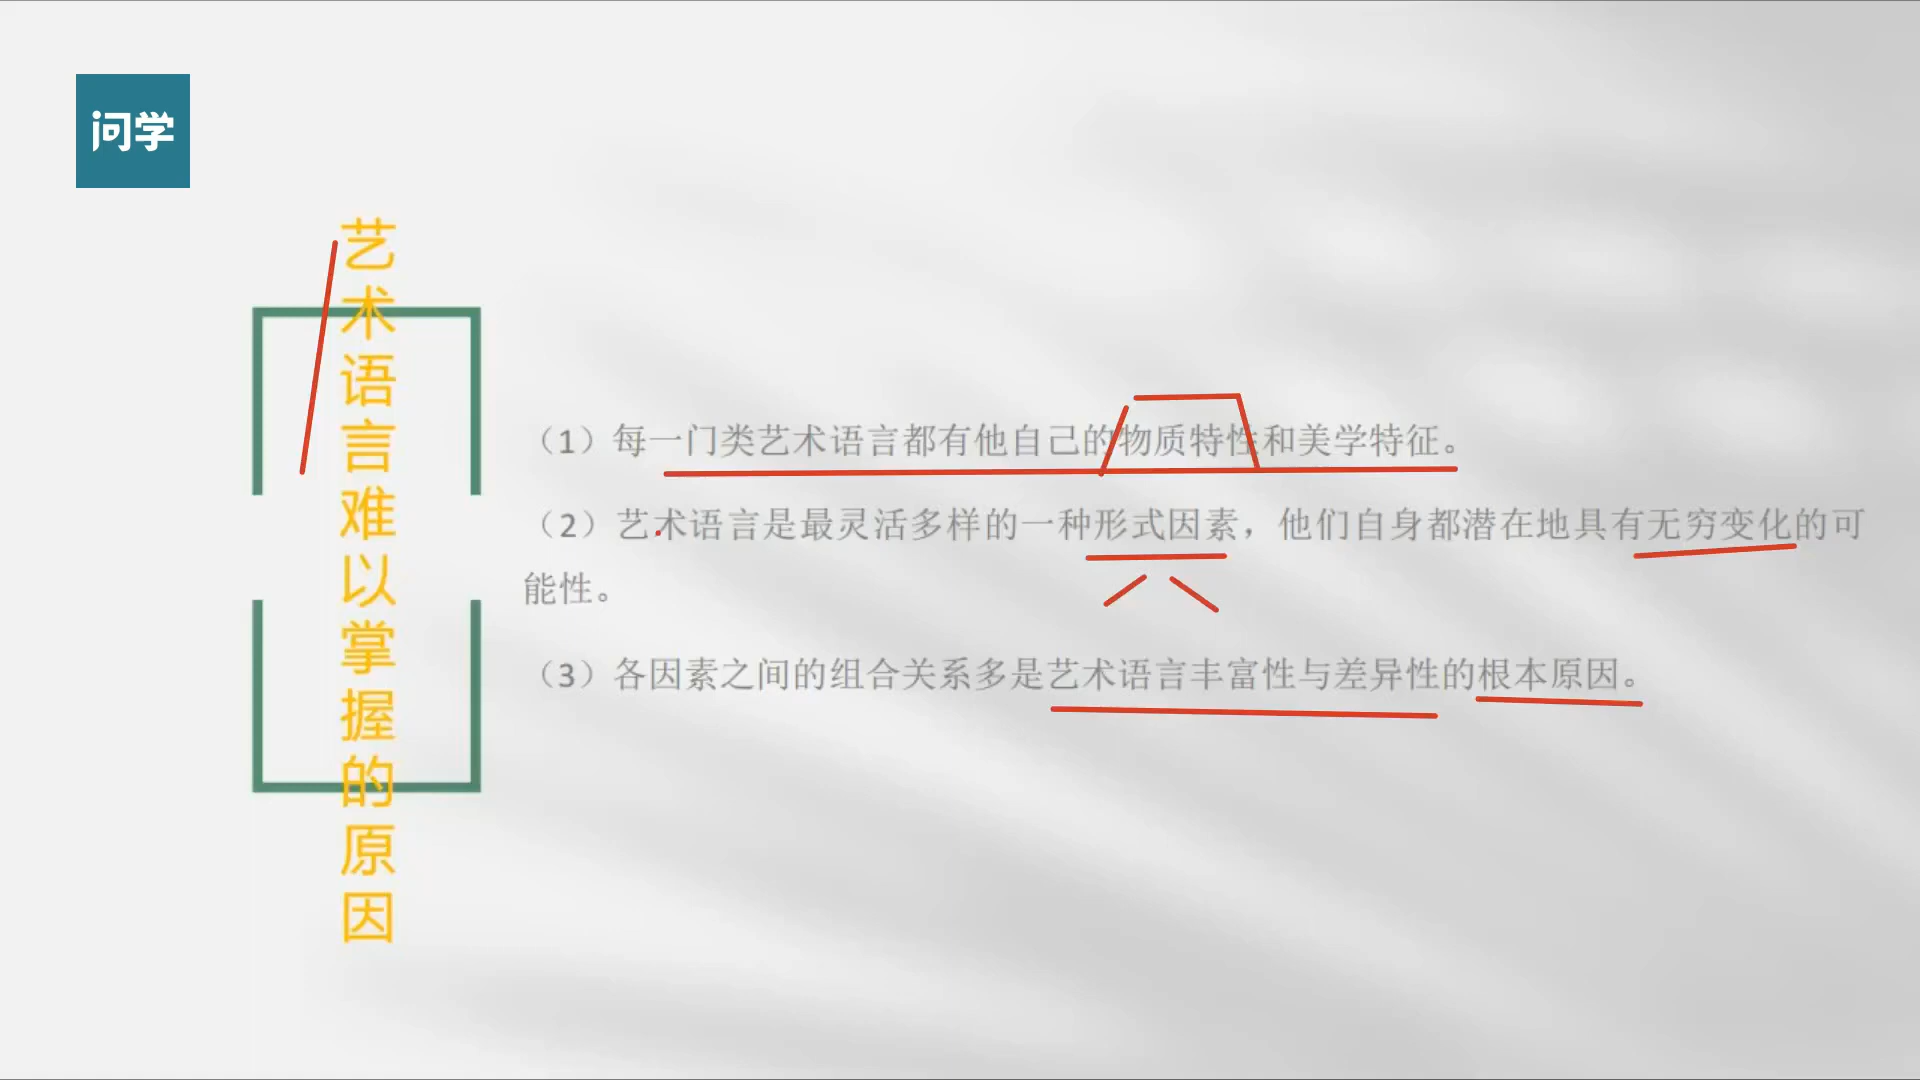 问学
艺术语言难以掌握的原因
（1）每一门类艺术语言都有他自己的物质特性和美学特征。
（2）艺术语言是最灵活多样的一种形式因素，他们自身都潜在地具有无穷变化的可
能性。
（3）各因素之间的组合关系多是艺术语言丰富性与差异性的根本原因。